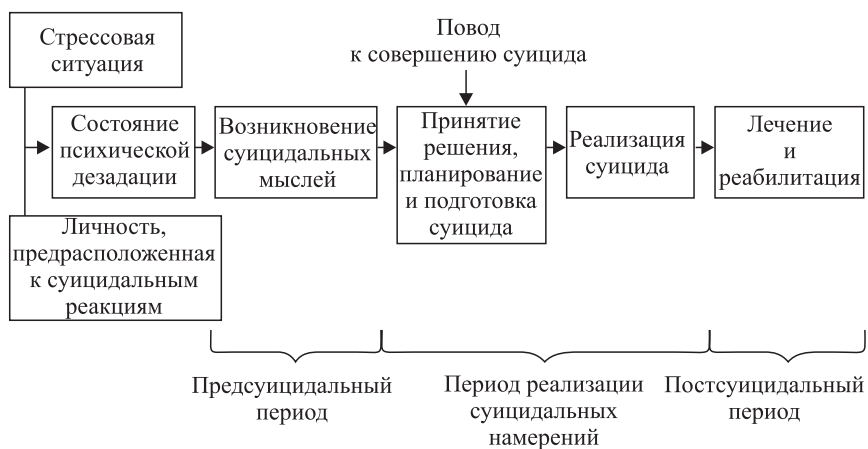 Стрессовая
ситуация
Повод
к совершению суицида
Состояние
психической
дезадации
Возникновение
суицидальных
мыслей
Принятие
решения,
планирование
и подготовка
суицида
Реализация
суицида
Лечение
и
реабилитация
Личность,
предрасположенная
к суицидальным
реакциям
Предсуицидальный
период
Период реализации
суицидальных
намерений
Постсуицидальный
период